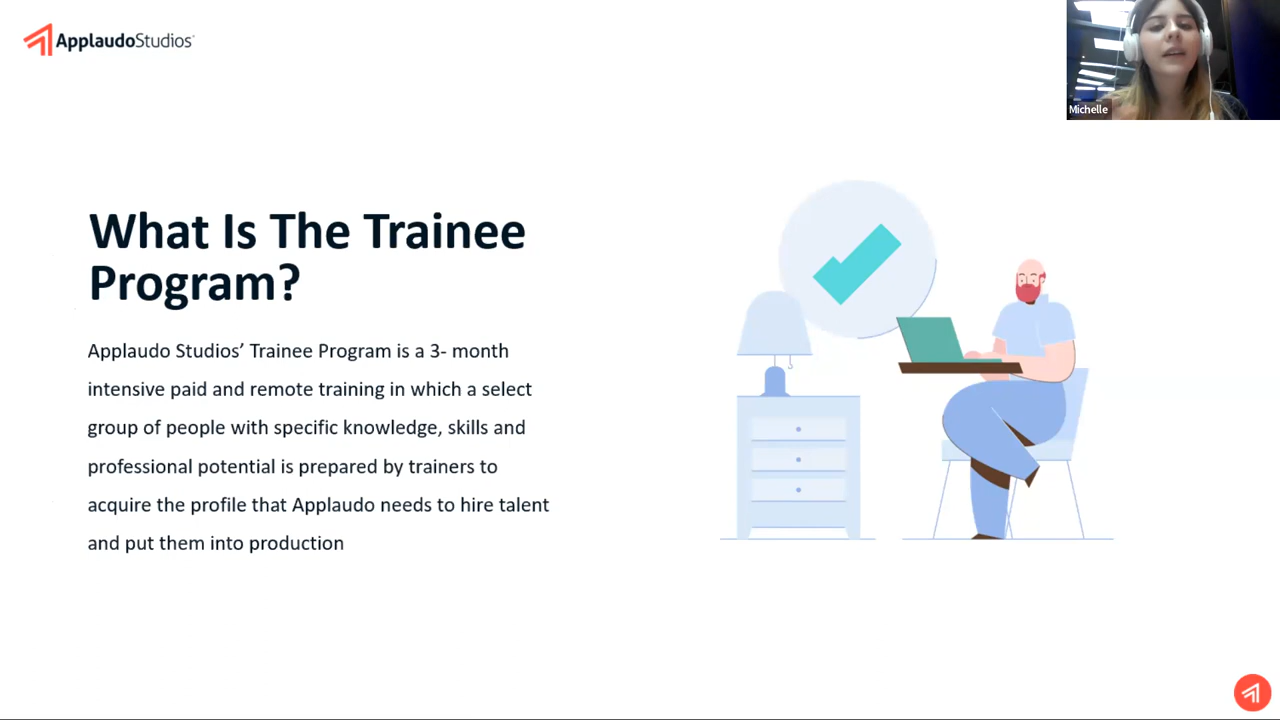 ApplaudoStudios
Michelle
What Is The Trainee
Program?
Applaudo Studios’ Trainee Program is a 3- month
intensive paid and remote training in which a select
group of people with specific knowledge, skills and
professional potential is prepared by trainers to
acquire the profile that Applaudo needs to hire talent
and put them into production